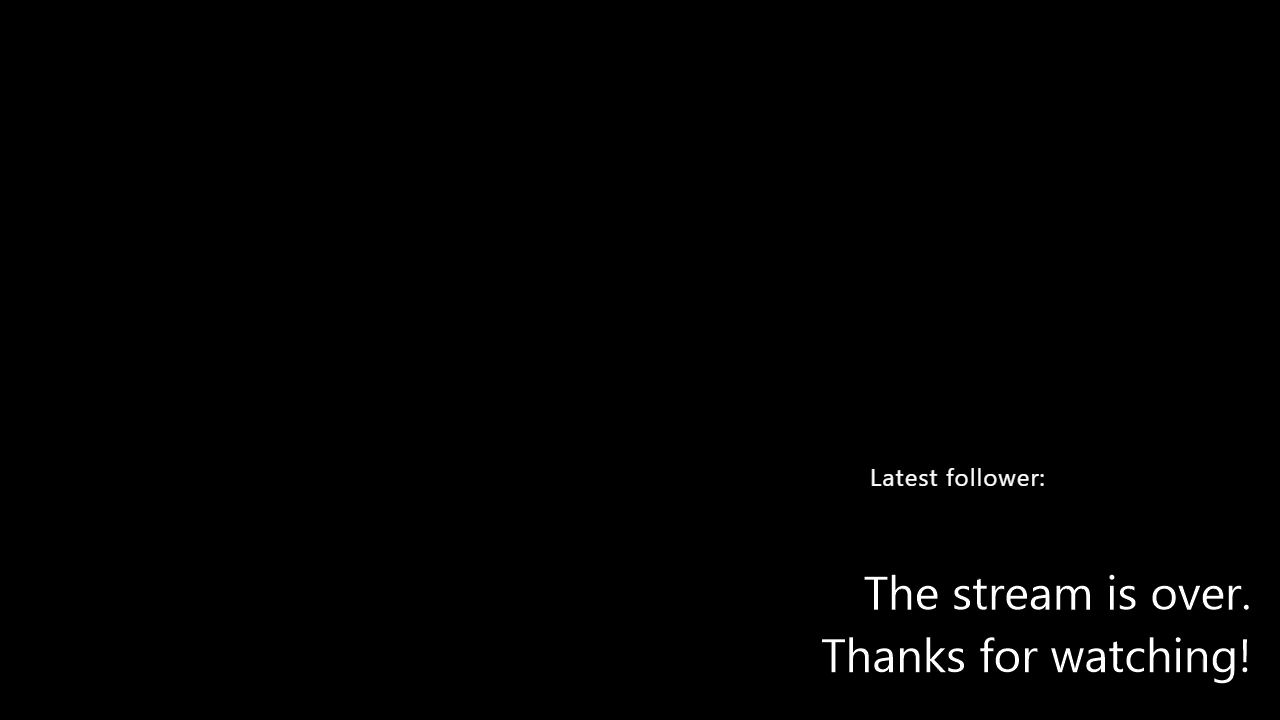 Latest follower:
The stream is over.
Thanks for watching!